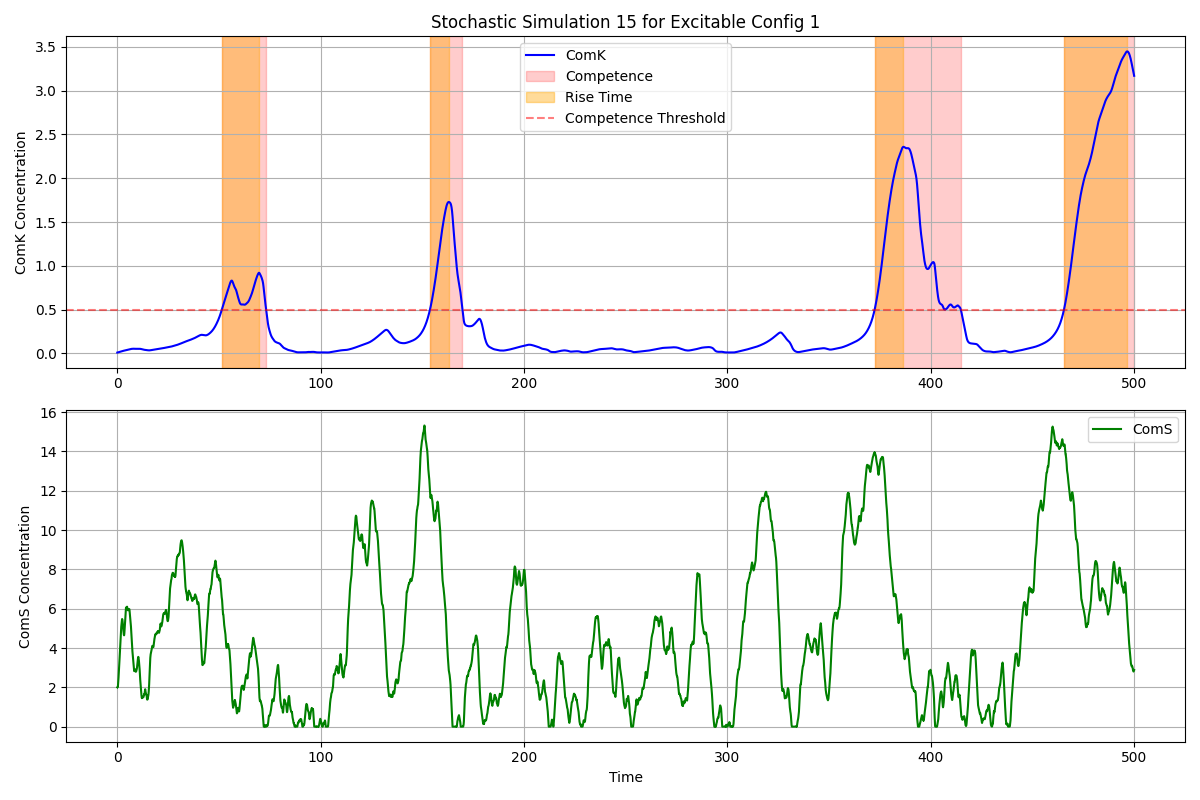 Stochastic Simulation 15 for Excitable Config 1
ComK Concentration
3.5
3.0
2.5
2.0
1.5
1.0
0.5
0.0
ComK
Competence
Rise Time
Competence Threshold
0 100 200 300 400 500
ComS Concentration
16
14
12
10
8
6
4
2
0
ComS
0 100 200 300 400 500
Time